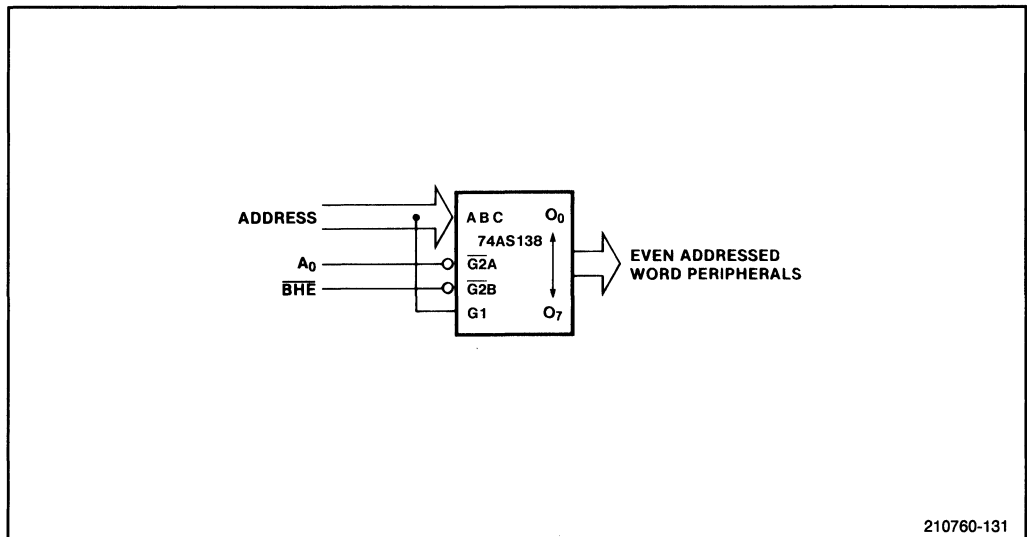 ADDRESS
A0
BHE
A B C
74AS138
G2A
G2B
G1
O0
O7
EVEN ADDRESSED
WORD PERIPHERALS
210760-131